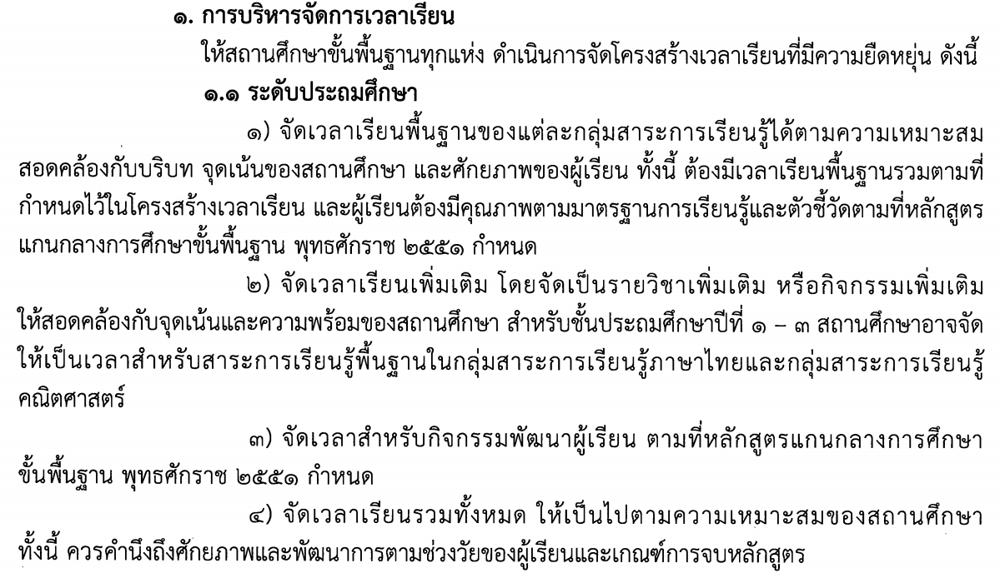 ๑. การบริหารจัดการเวลาเรียน
ให้สถานศึกษาขั้นพื้นฐานทุกแห่ง ดำเนินการจัดโครงสร้างเวลาเรียนที่มีความยืดหยุ่น ดังนี้
๑.๑ ระดับประถมศึกษา
๑) จัดเวลาเรียนพื้นฐานของแต่ละกลุ่มสาระการเรียนรู้ได้ตามความเหมาะสม
สอดคล้องกับบริบท จุดเน้นของสถานศึกษา และศักยภาพของผู้เรียน ทั้งนี้ ต้องมีเวลาเรียนพื้นฐานรวมตามที่
กำหนดไว้ในโครงสร้างเวลาเรียน และผู้เรียนต้องมีคุณภาพตามมาตรฐานการเรียนรู้และตัวชี้วัดตามที่หลักสูตร
แกนกลางการศึกษาขั้นพื้นฐาน พุทธศักราช ๒๕๕๑ กำหนด
๒) จัดเวลาเรียนเพิ่มเติม โดยจัดเป็นรายวิชาเพิ่มเติม หรือกิจกรรมเพิ่มเติม
ให้สอดคล้องกับจุดเน้นและความพร้อมของสถานศึกษา สำหรับชั้นประถมศึกษาปีที่ ๑ – ๓ สถานศึกษาอาจจัด
ให้เป็นเวลาสำหรับสาระการเรียนรู้พื้นฐานในกลุ่มสาระการเรียนรู้ภาษาไทยและกลุ่มสาระการเรียนรู้
คณิตศาสตร์
๓) จัดเวลาสำหรับกิจกรรมพัฒนาผู้เรียน ตามที่หลักสูตรแกนกลางการศึกษา
ขั้นพื้นฐาน พุทธศักราช ๒๕๕๑ กำหนด
๔) จัดเวลาเรียนรวมทั้งหมด ให้เป็นไปตามความเหมาะสมของสถานศึกษา
ทั้งนี้ ควรคำนึงถึงศักยภาพและพัฒนาการตามช่วงวัยของผู้เรียนและเกณฑ์การจบหลักสูตร